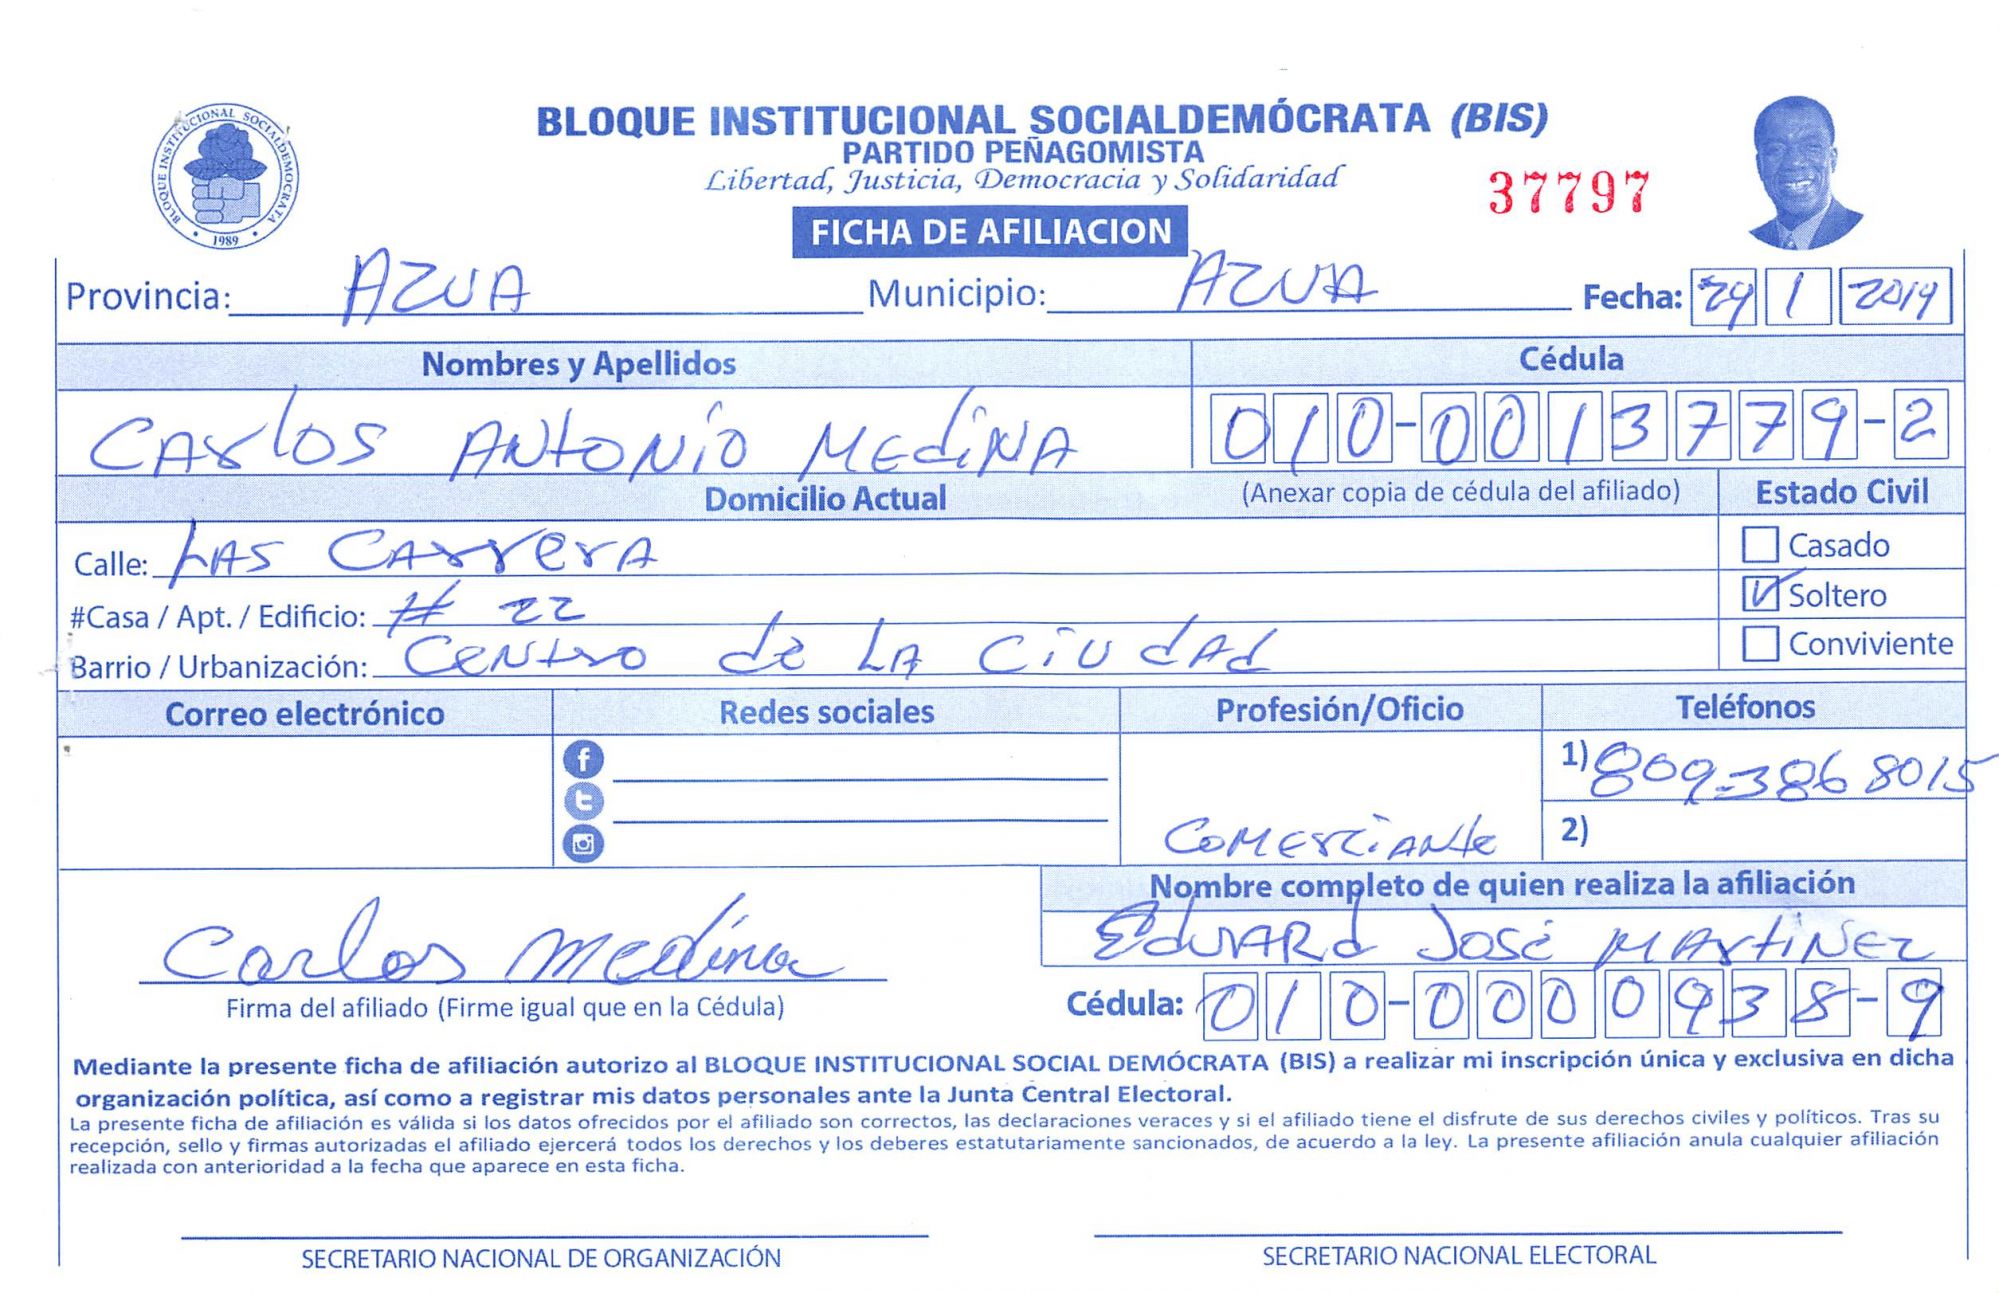 BLOQUE INSTITUCIONAL SOCIALDEMÓCRATA (BIS)
PARTIDO PEÑAGOMISTA
Libertad, Justicia, Democracia y Solidaridad
37797
BLOQUE INSTITUCIONAL SOCIALDEMOCRATA
1989
FICHA DE AFILIACION
Provincia: AZUA Municipio: AZUA Fecha: 29 1 2019
Nombres y Apellidos Cédula
CARLOS ANTONIO MEDINA 010-0013779-2
Domicilio Actual (Anexar copia de cédula del afiliado) Estado Civil
Calle: LAS CARRERA Casado
#Casa / Apt. / Edificio: # 22 Soltero
Barrio / Urbanización: CENTRO de LA CIUDAD Conviviente
Correo electrónico Redes sociales Profesión/Oficio Teléfonos
1) 809-386 8015
COMERCIANTE 2)
Nombre completo de quien realiza la afiliación
Carlos Medina EDUARD JOSÉ MARTINEZ
Firma del afiliado (Firme igual que en la Cédula) Cédula: 010-0000938-9
Mediante la presente ficha de afiliación autorizo al BLOQUE INSTITUCIONAL SOCIAL DEMÓCRATA (BIS) a realizar mi inscripción única y exclusiva en dicha
organización política, así como a registrar mis datos personales ante la Junta Central Electoral.
La presente ficha de afiliación es válida si los datos ofrecidos por el afiliado son correctos, las declaraciones veraces y si el afiliado tiene el disfrute de sus derechos civiles y políticos. Tras su
recepción, sello y firmas autorizadas el afiliado ejercerá todos los derechos y los deberes estatutariamente sancionados, de acuerdo a la ley. La presente afiliación anula cualquier afiliación
realizada con anterioridad a la fecha que aparece en esta ficha.
SECRETARIO NACIONAL DE ORGANIZACIÓN SECRETARIO NACIONAL ELECTORAL